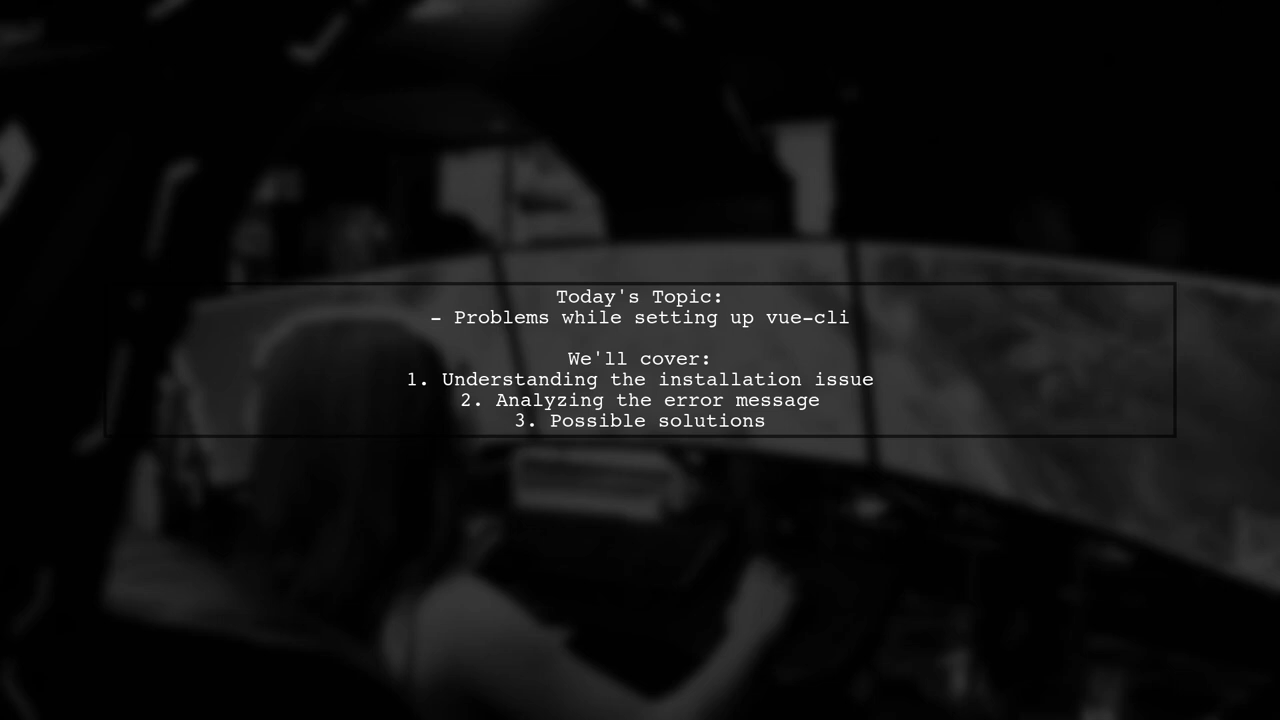 Today's Topic:
- Problems while setting up vue-cli
We'll cover:
1. Understanding the installation issue
2. Analyzing the error message
3. Possible solutions